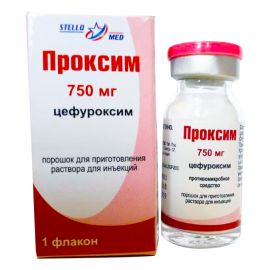 STELLO
MED
Проксим
750 мг
цефуроксим
порошок для приготовления
раствора для инъекций
1 флакон
Проксим
750 мг
цефуроксим
противомикробное
средство
порошок для приготовления
раствора для инъекций